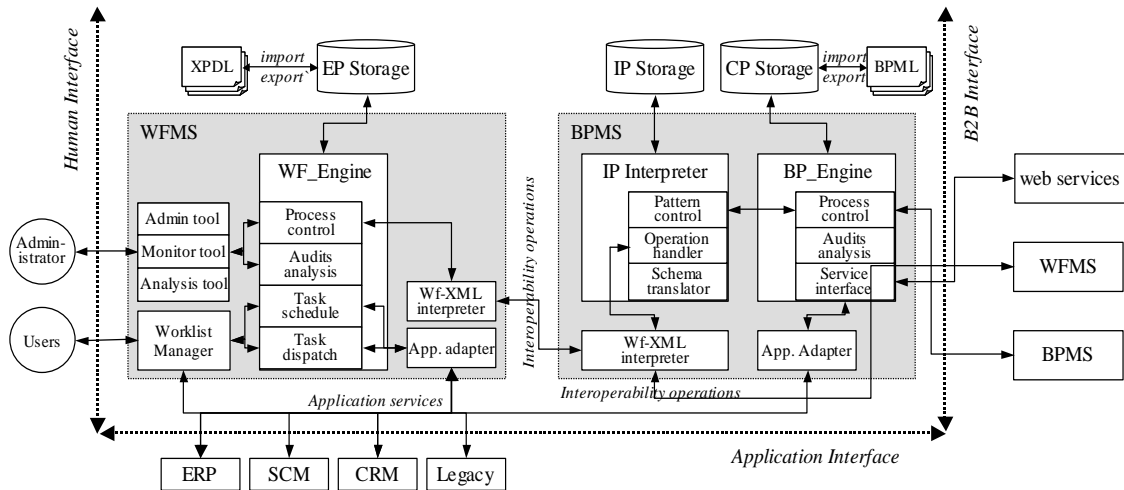 Human Interface
XPDL
import
export`
EP Storage
IP Storage
CP Storage
import
export
BPML
B2B Interface
WFMS
WF_Engine
Admin tool
Monitor tool
Analysis tool
Process
control
Audits
analysis
Task
schedule
Task
dispatch
Worklist
Manager
Wf-XML
interpreter
App. adapter
Admin-
istrator
Users
Interoperability operations
BPMS
IP Interpreter
Pattern
control
Operation
handler
Schema
translator
BP_Engine
Process
control
Audits
analysis
Service
interface
Wf-XML
interpreter
App. Adapter
web services
WFMS
BPMS
Application services
Interoperability operations
Application Interface
ERP
SCM
CRM
Legacy